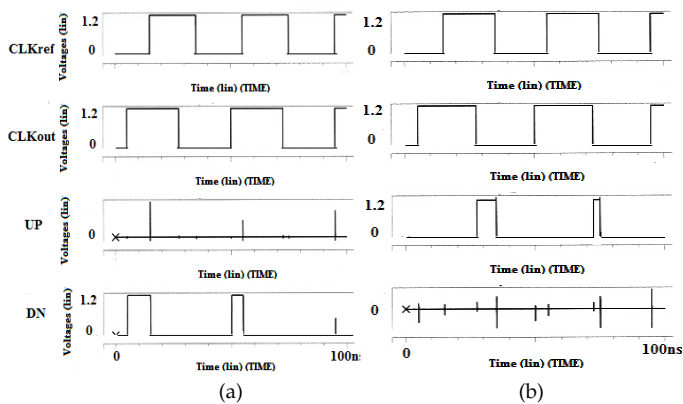 CLKref
Voltages (lin)
1.2
0
Time (lin) (TIME)
1.2
0
Time (lin) (TIME)
CLKout
Voltages (lin)
1.2
0
Time (lin) (TIME)
1.2
0
Time (lin) (TIME)
UP
Voltages (lin)
0
Time (lin) (TIME)
1.2
0
Time (lin) (TIME)
DN
Voltages (lin)
1.2
0
0
100ns
Time (lin) (TIME)
0
0
100ns
Time (lin) (TIME)
(a)
(b)